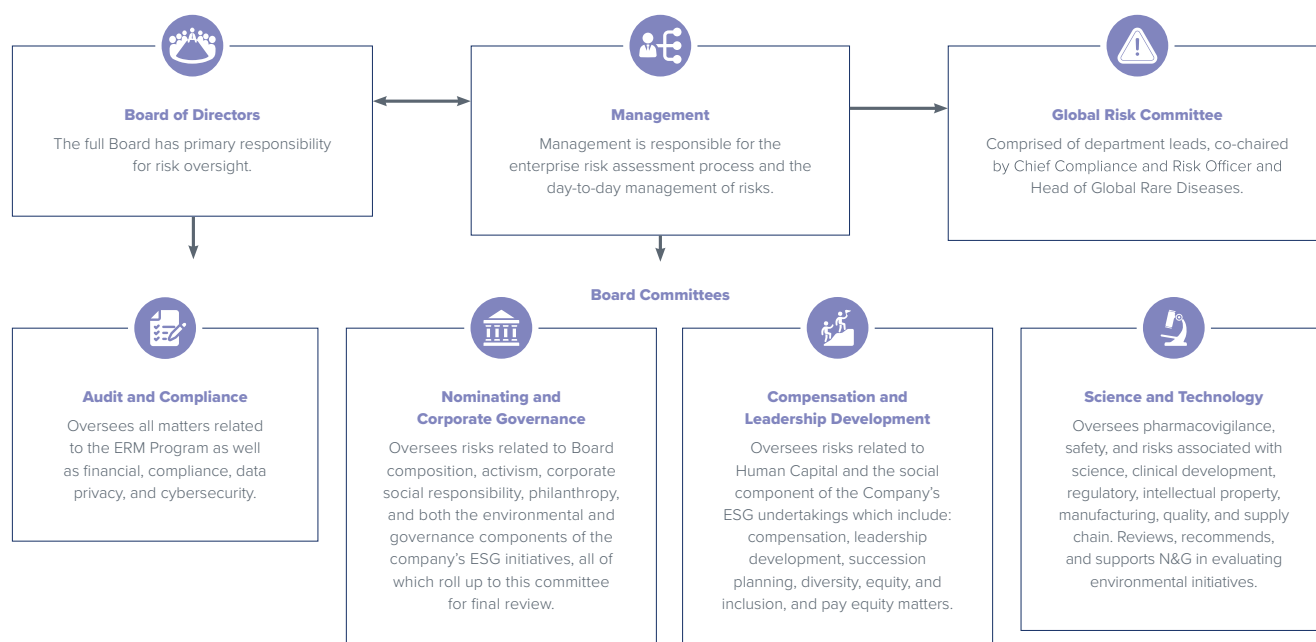 Board of Directors
The full Board has primary responsibility
for risk oversight.
Management
Management is responsible for the
enterprise risk assessment process and the
day-to-day management of risks.
Global Risk Committee
Comprised of department leads, co-chaired
by Chief Compliance and Risk Officer and
Head of Global Rare Diseases.
Board Committees
Audit and Compliance
Oversees all matters related
to the ERM Program as well
as financial, compliance, data
privacy, and cybersecurity.
Nominating and
Corporate Governance
Oversees risks related to Board
composition, activism, corporate
social responsibility, philanthropy,
and both the environmental and
governance components of the
company’s ESG initiatives, all of
which roll up to this committee
for final review.
Compensation and
Leadership Development
Oversees risks related to
Human Capital and the social
component of the Company’s
ESG undertakings which include:
compensation, leadership
development, succession
planning, diversity, equity, and
inclusion, and pay equity matters.
Science and Technology
Oversees pharmacovigilance,
safety, and risks associated with
science, clinical development,
regulatory, intellectual property,
manufacturing, quality, and supply
chain. Reviews, recommends,
and supports N&G in evaluating
environmental initiatives.